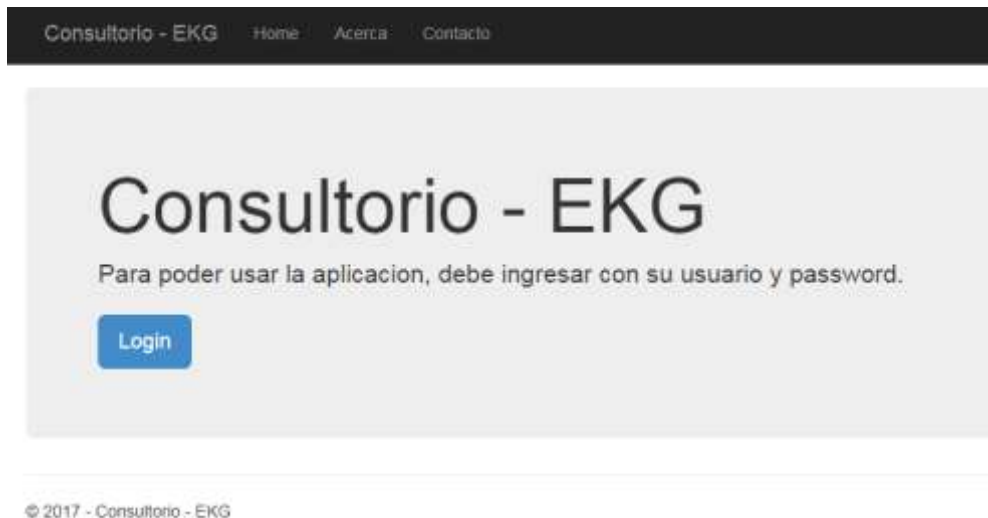 Consultorio - EKG Home Acerca Contacto
Consultorio - EKG
Para poder usar la aplicacion, debe ingresar con su usuario y password.
Login
© 2017 - Consultorio - EKG